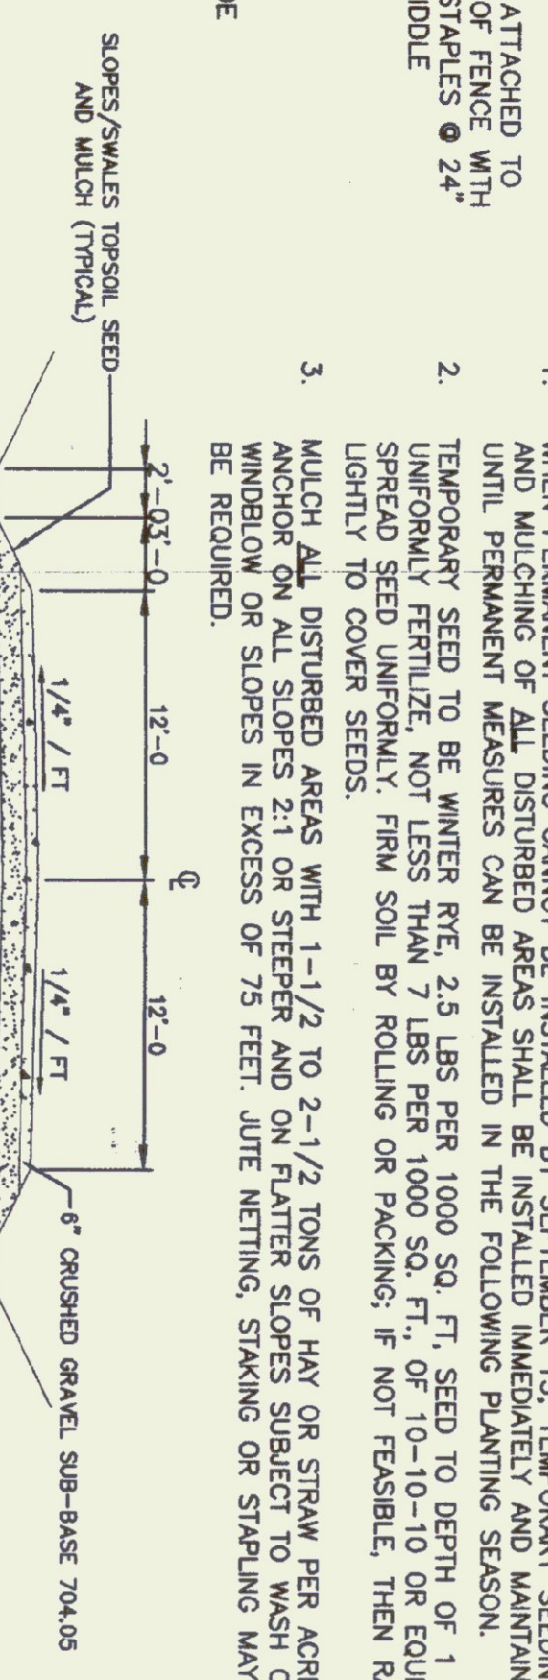 ATTACHED TO
OF FENCE WITH
STAPLES @ 24"
1.
AND MULCHING OF ALL DISTURBED AREAS SHALL BE INSTALLED IMMEDIATELY AND MAINTAIN
UNTIL PERMANENT MEASURES CAN BE INSTALLED IN THE FOLLOWING PLANTING SEASON.
2. TEMPORARY SEED TO BE WINTER RYE, 2.5 LBS PER 1000 SQ. FT, SEED TO DEPTH OF 1
UNIFORMLY FERTILIZE, NOT LESS THAN 7 LBS PER 1000 SQ. FT., OF 10-10-10 OR EQUI
SPREAD SEED UNIFORMLY. FIRM SOIL BY ROLLING OR PACKING; IF NOT FEASIBLE, THEN R
LIGHTLY TO COVER SEEDS.
3. MULCH ALL DISTURBED AREAS WITH 1-1/2 TO 2-1/2 TONS OF HAY OR STRAW PER ACRE
ANCHOR ON ALL SLOPES 2:1 OR STEEPER AND ON FLATTER SLOPES SUBJECT TO WASH
WINDBLOW OR SLOPES IN EXCESS OF 75 FEET. JUTE NETTING, STAKING OR STAPLING MAY
BE REQUIRED.
SLOPES/SWALES TOPSOIL SEED
AND MULCH (TYPICAL)
2'-0 3'-0 12'-0 12'-0
1/4" / FT 1/4" / FT
6" CRUSHED GRAVEL SUB-BASE 704.05